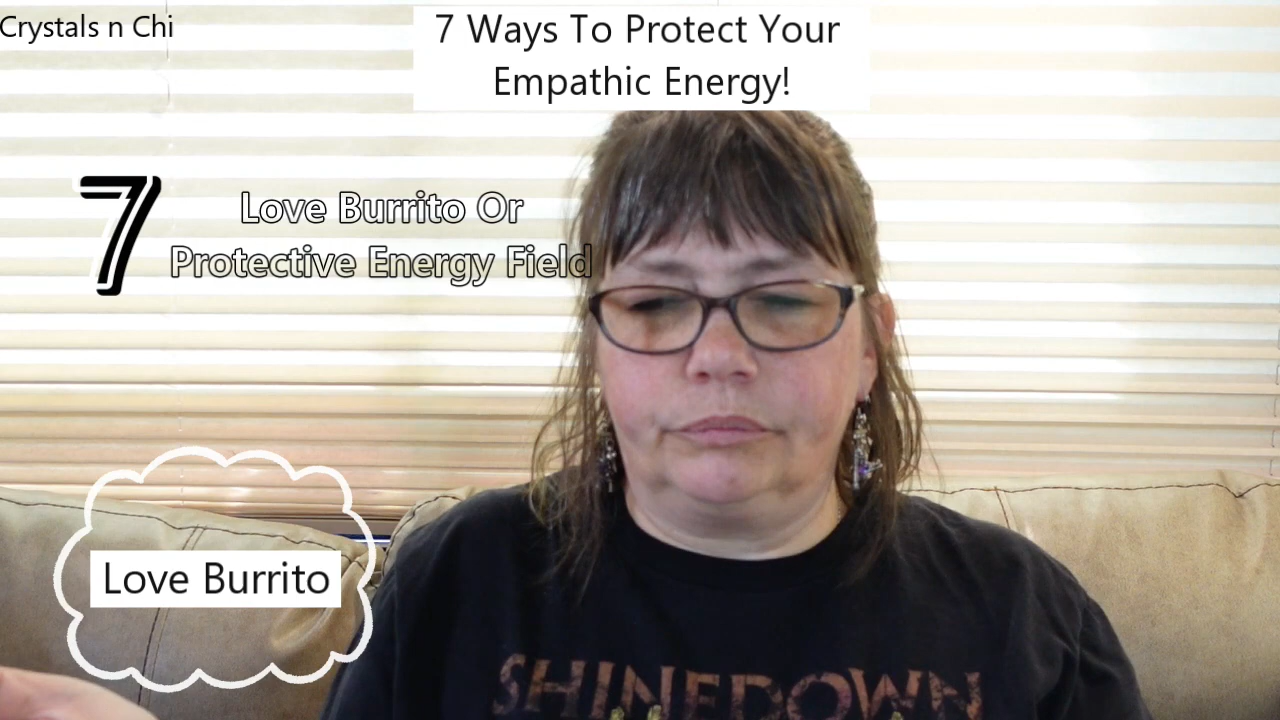 Crystals n Chi
7 Ways To Protect Your
Empathic Energy!
7
Love Burrito Or
Protective Energy Field
Love Burrito
SHINEDOWN